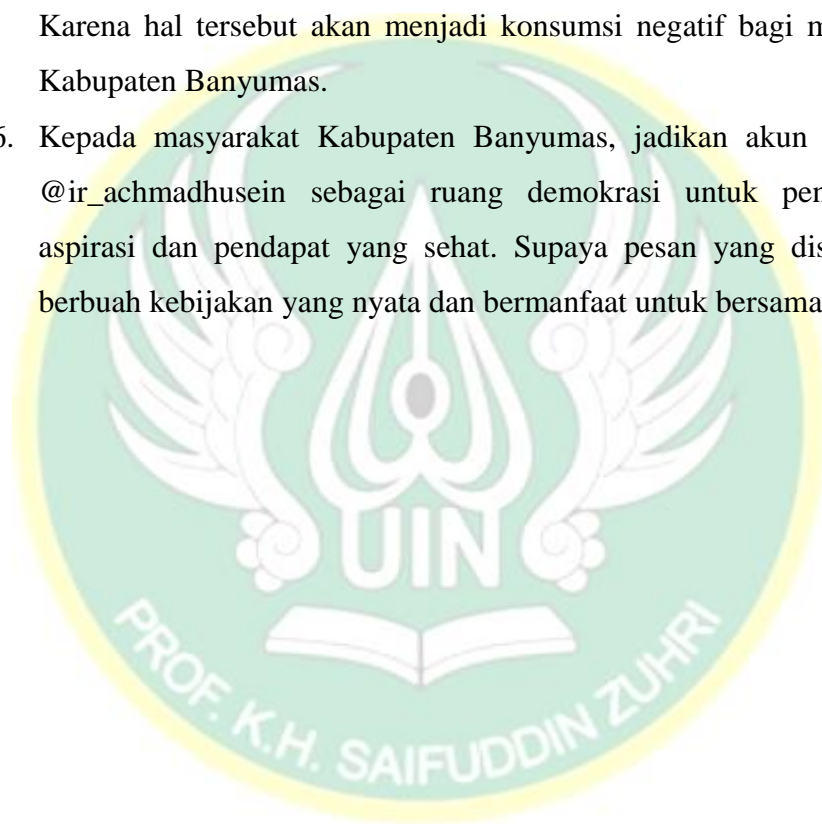 Karena hal tersebut akan menjadi konsumsi negatif bagi
Kabupaten Banyumas.
6. Kepada masyarakat Kabupaten Banyumas, jadikan akun
@ir_achmadhusein sebagai ruang demokrasi untuk
aspirasi dan pendapat yang sehat. Supaya pesan yang
berbuah kebijakan yang nyata dan bermanfaat untuk bersama
UIN
PROF. K.H. SAIFUDDIN ZUHRI